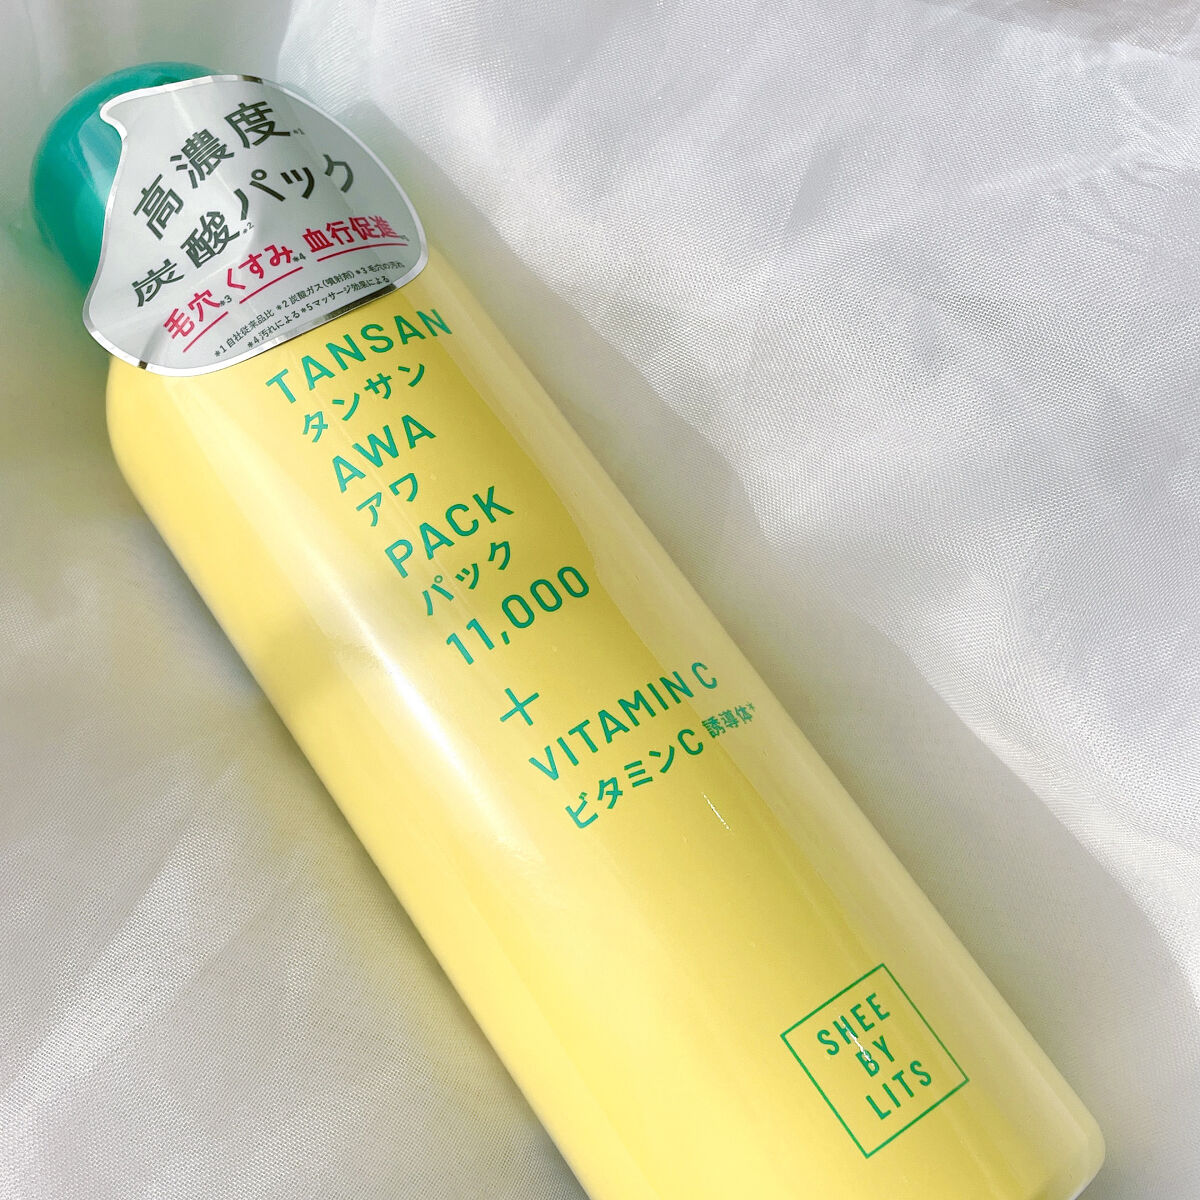 高濃度*1
炭酸*2パック
毛穴*3 くすみ*4 血行促進*5
*1 自社従来品比 *2 炭酸ガス(噴射剤) *3 毛穴の汚れ
*4 汚れによる *5 マッサージ効果による
TANSAN
タンサン
AWA
アワ
PACK
パック
11,000
+
VITAMIN C
ビタミンC誘導体*
SHEE
BY
LITS